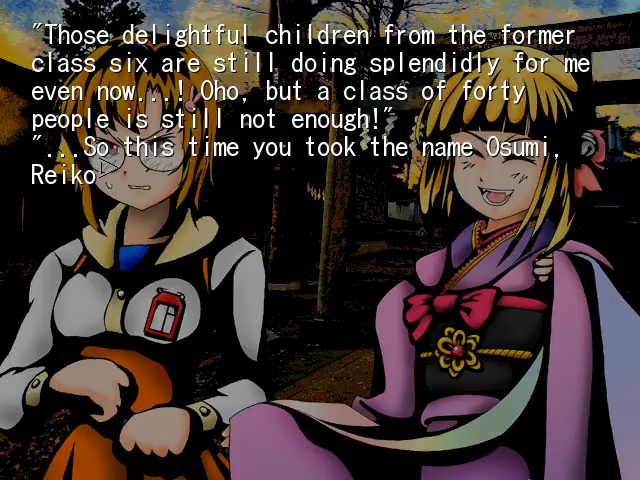 "Those delightful children from the former
class six are still doing splendidly for me
even now...! Oho, but a class of forty
people is still not enough!"
"...So this time you took the name Osumi,
Reiko